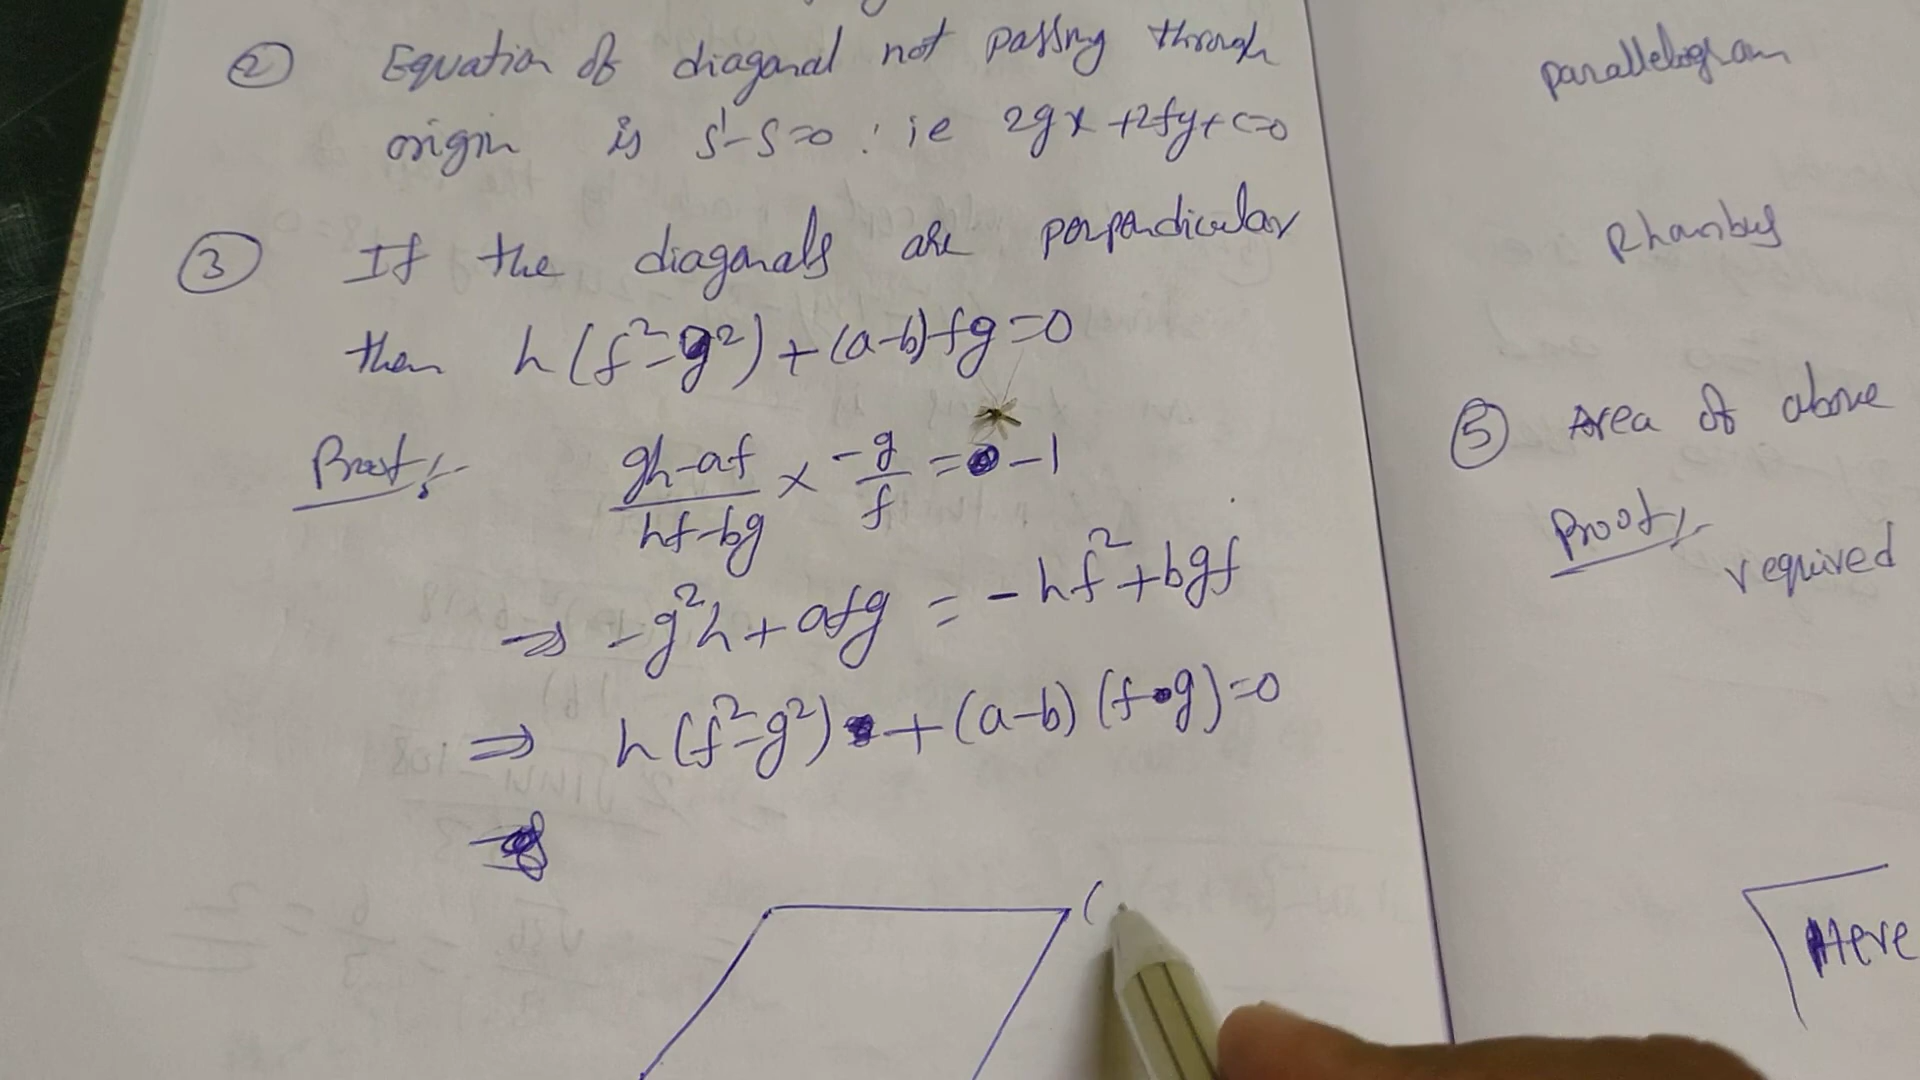 ② Equation of diagonal not passing through
origin is S¹-S=0 : ie 2gx+2fy+c=0
③ If the diagonals are perpendicular
then h(f²-g²)+(a-b)fg=0
Proof:- gh-af/hf-bg × -g/f = -1
⇒ -g²h+afg = -hf²+bgf
⇒ h(f²-g²)+(a-b)(f•g)=0
(
parallelogram
Rhombus
⑤ Area of above
Proof:-
required
Here